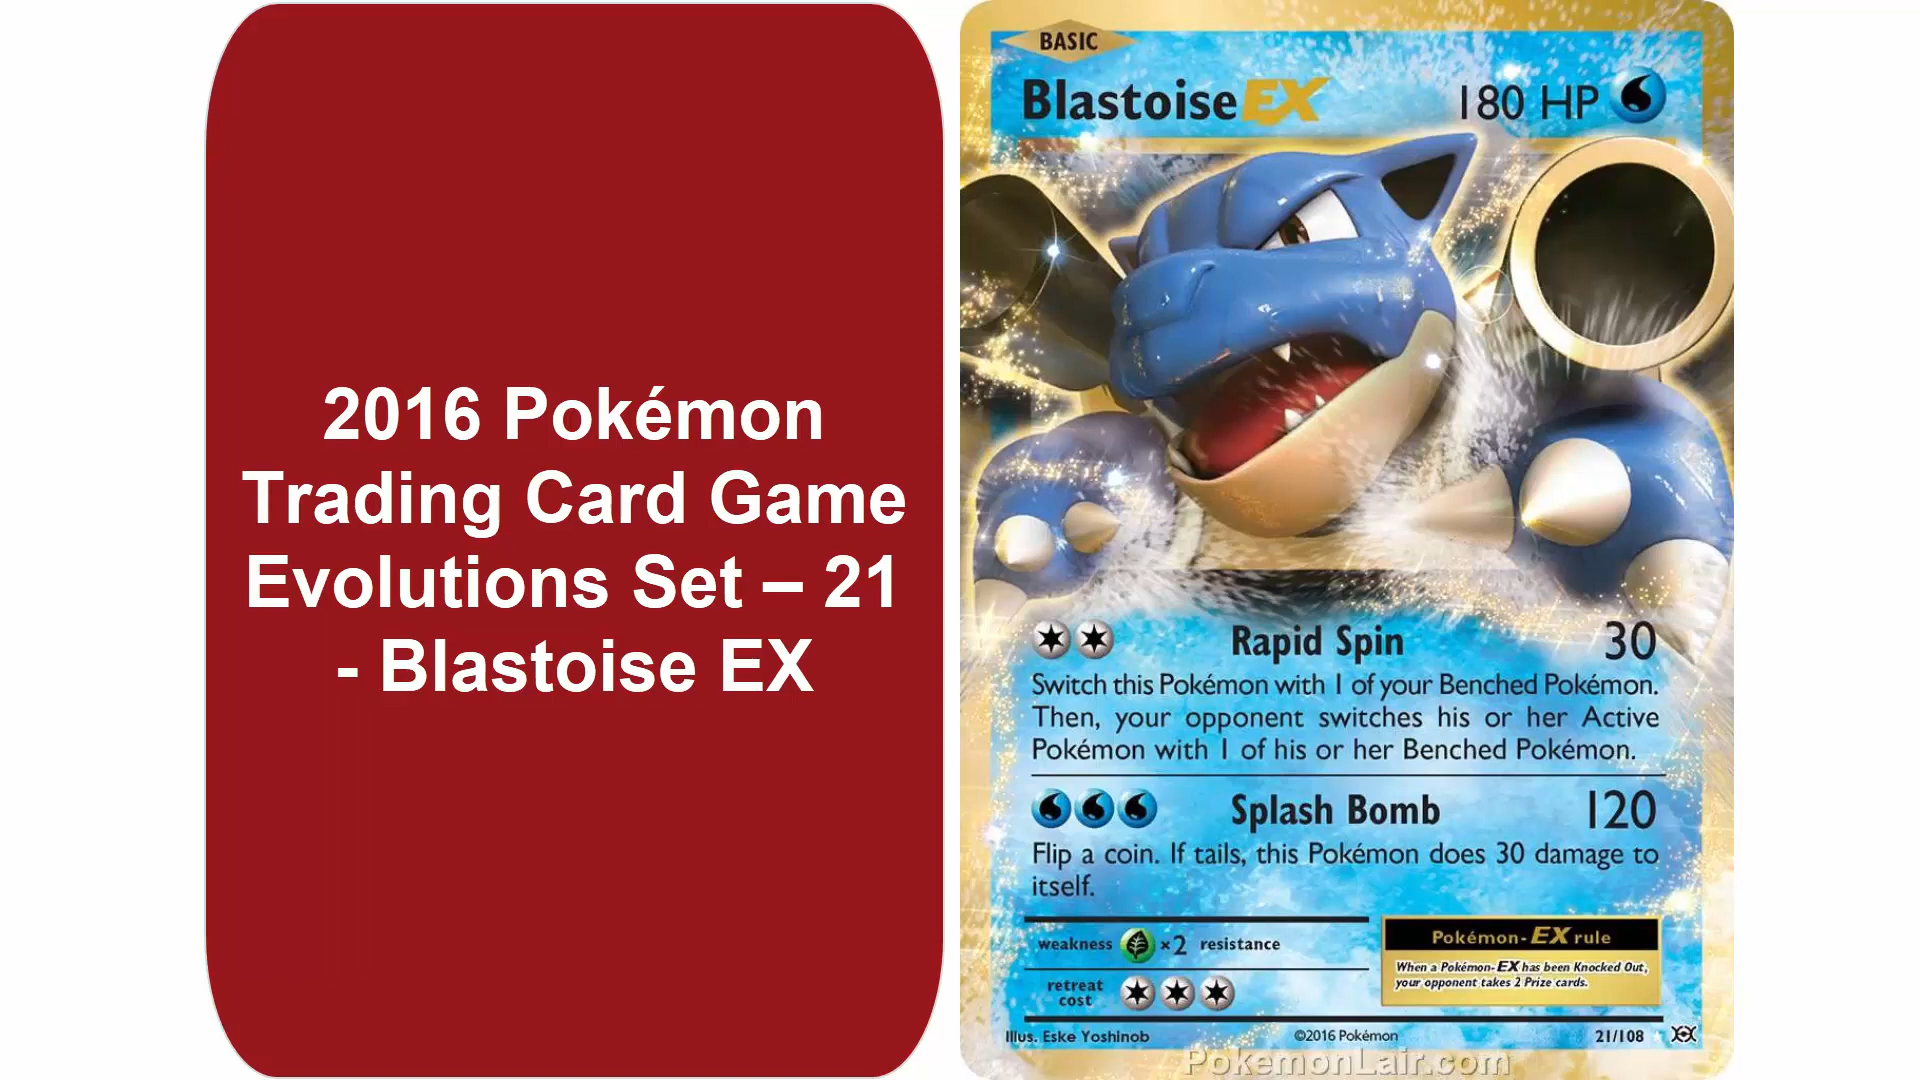 2016 Pokémon
Trading Card Game
Evolutions Set – 21
- Blastoise EX
BASIC
Blastoise EX 180 HP
Rapid Spin 30
Switch this Pokémon with 1 of your Benched Pokémon.
Then, your opponent switches his or her Active
Pokémon with 1 of his or her Benched Pokémon.
Splash Bomb 120
Flip a coin. If tails, this Pokémon does 30 damage to
itself.
weakness ×2 resistance
retreat
cost
Pokémon-EX rule
When a Pokémon-EX has been Knocked Out,
your opponent takes 2 Prize cards.
Illus. Eske Yoshinob ©2016 Pokémon 21/108
PokemonLair.com